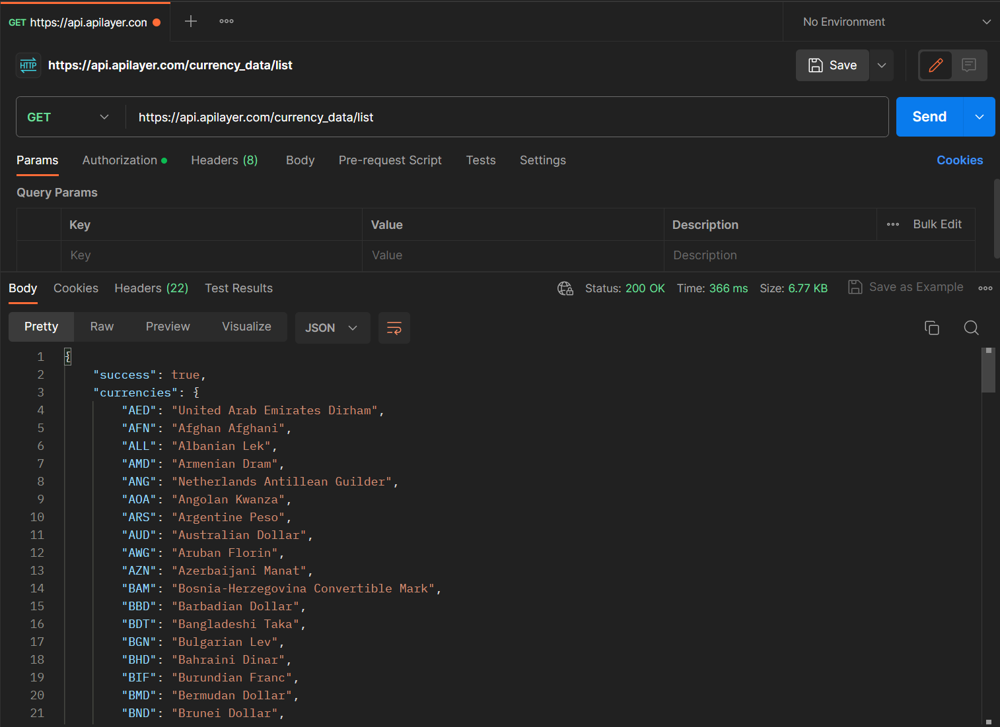 GET https://api.apilayer.con
No Environment
HTTP https://api.apilayer.com/currency_data/list
Save
GET https://api.apilayer.com/currency_data/list
Send
Params Authorization Headers (8) Body Pre-request Script Tests Settings Cookies
Query Params
Key Value Description Bulk Edit
Key Value Description
Body Cookies Headers (22) Test Results Status: 200 OK Time: 366 ms Size: 6.77 KB Save as Example
Pretty Raw Preview Visualize JSON
1 {
2 "success": true,
3 "currencies": {
4 "AED": "United Arab Emirates Dirham",
5 "AFN": "Afghan Afghani",
6 "ALL": "Albanian Lek",
7 "AMD": "Armenian Dram",
8 "ANG": "Netherlands Antillean Guilder",
9 "AOA": "Angolan Kwanza",
10 "ARS": "Argentine Peso",
11 "AUD": "Australian Dollar",
12 "AWG": "Aruban Florin",
13 "AZN": "Azerbaijani Manat",
14 "BAM": "Bosnia-Herzegovina Convertible Mark",
15 "BBD": "Barbadian Dollar",
16 "BDT": "Bangladeshi Taka",
17 "BGN": "Bulgarian Lev",
18 "BHD": "Bahraini Dinar",
19 "BIF": "Burundian Franc",
20 "BMD": "Bermudan Dollar",
21 "BND": "Brunei Dollar",